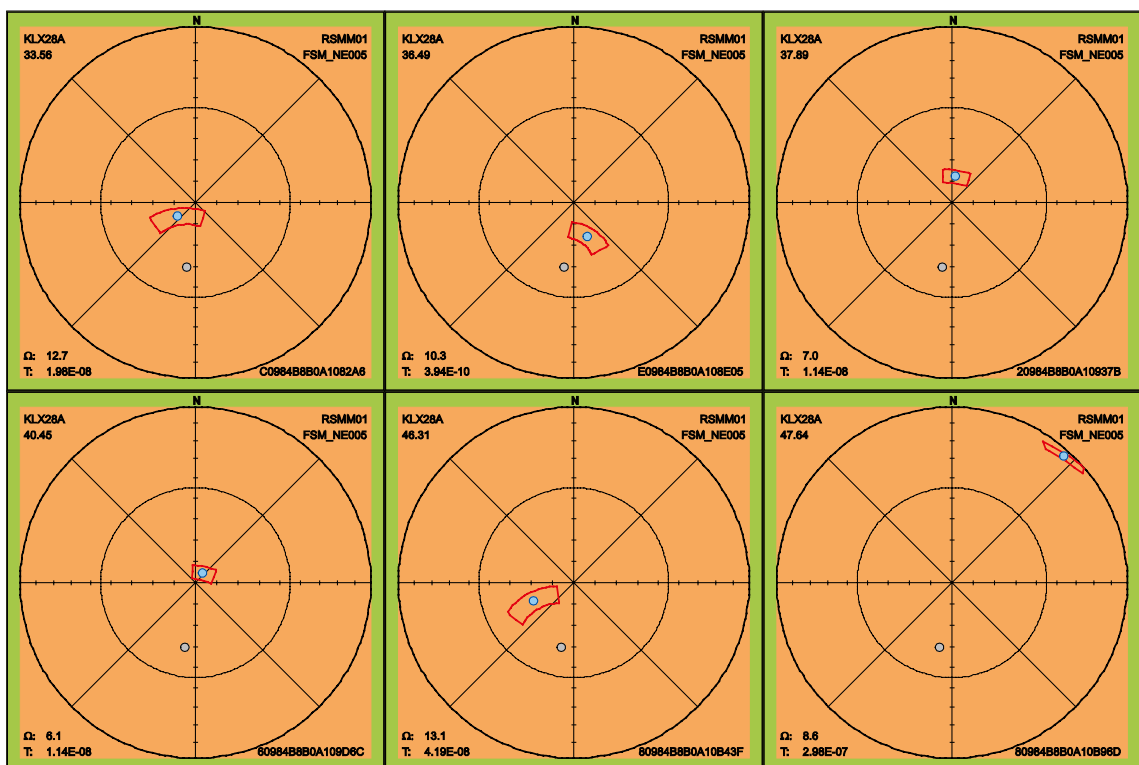 N
KLX28A RSMM01
33.56 FSM_NE005
Ω: 12.7
T: 1.96E-08 C0984B8B0A1082A6
N
KLX28A RSMM01
36.49 FSM_NE005
Ω: 10.3
T: 3.94E-10 E0984B8B0A108E05
N
KLX28A RSMM01
37.89 FSM_NE005
Ω: 7.0
T: 1.14E-08 20984B8B0A10937B
N
KLX28A RSMM01
40.45 FSM_NE005
Ω: 6.1
T: 1.14E-08 60984B8B0A109D6C
N
KLX28A RSMM01
46.31 FSM_NE005
Ω: 13.1
T: 4.19E-08 80984B8B0A10B43F
N
KLX28A RSMM01
47.64 FSM_NE005
Ω: 8.6
T: 2.98E-07 80984B8B0A10B96D